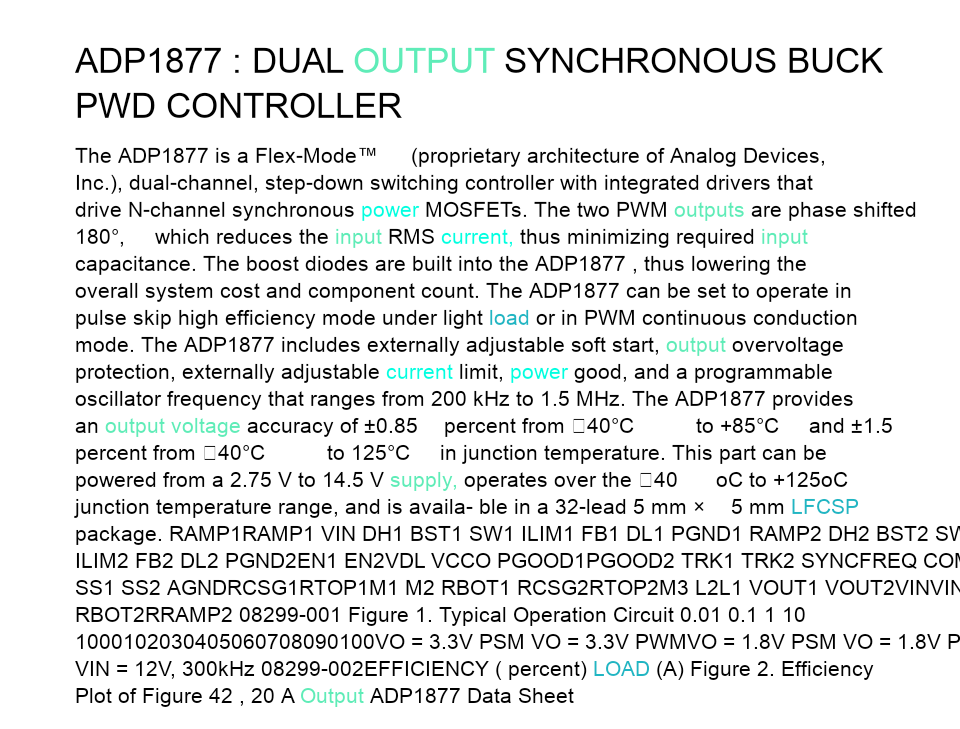 ADP1877 : DUAL OUTPUT SYNCHRONOUS BUCK
PWD CONTROLLER
The ADP1877 is a Flex-Mode™ (proprietary architecture of Analog Devices,
Inc.), dual-channel, step-down switching controller with integrated drivers that
drive N-channel synchronous power MOSFETs. The two PWM outputs are phase shifted
180°, which reduces the input RMS current, thus minimizing required input
capacitance. The boost diodes are built into the ADP1877 , thus lowering the
overall system cost and component count. The ADP1877 can be set to operate in
pulse skip high efficiency mode under light load or in PWM continuous conduction
mode. The ADP1877 includes externally adjustable soft start, output overvoltage
protection, externally adjustable current limit, power good, and a programmable
oscillator frequency that ranges from 200 kHz to 1.5 MHz. The ADP1877 provides
an output voltage accuracy of ±0.85 percent from □40°C to +85°C and ±1.5
percent from □40°C to 125°C in junction temperature. This part can be
powered from a 2.75 V to 14.5 V supply, operates over the □40 oC to +125oC
junction temperature range, and is availa- ble in a 32-lead 5 mm × 5 mm LFCSP
package. RAMP1RAMP1 VIN DH1 BST1 SW1 ILIM1 FB1 DL1 PGND1 RAMP2 DH2 BST2 SW
ILIM2 FB2 DL2 PGND2EN1 EN2VDL VCCO PGOOD1PGOOD2 TRK1 TRK2 SYNCFREQ COM
SS1 SS2 AGNDRCSG1RTOP1M1 M2 RBOT1 RCSG2RTOP2M3 L2L1 VOUT1 VOUT2VINVIN
RBOT2RRAMP2 08299-001 Figure 1. Typical Operation Circuit 0.01 0.1 1 10
1000102030405060708090100VO = 3.3V PSM VO = 3.3V PWMVO = 1.8V PSM VO = 1.8V P
VIN = 12V, 300kHz 08299-002EFFICIENCY ( percent) LOAD (A) Figure 2. Efficiency
Plot of Figure 42 , 20 A Output ADP1877 Data Sheet